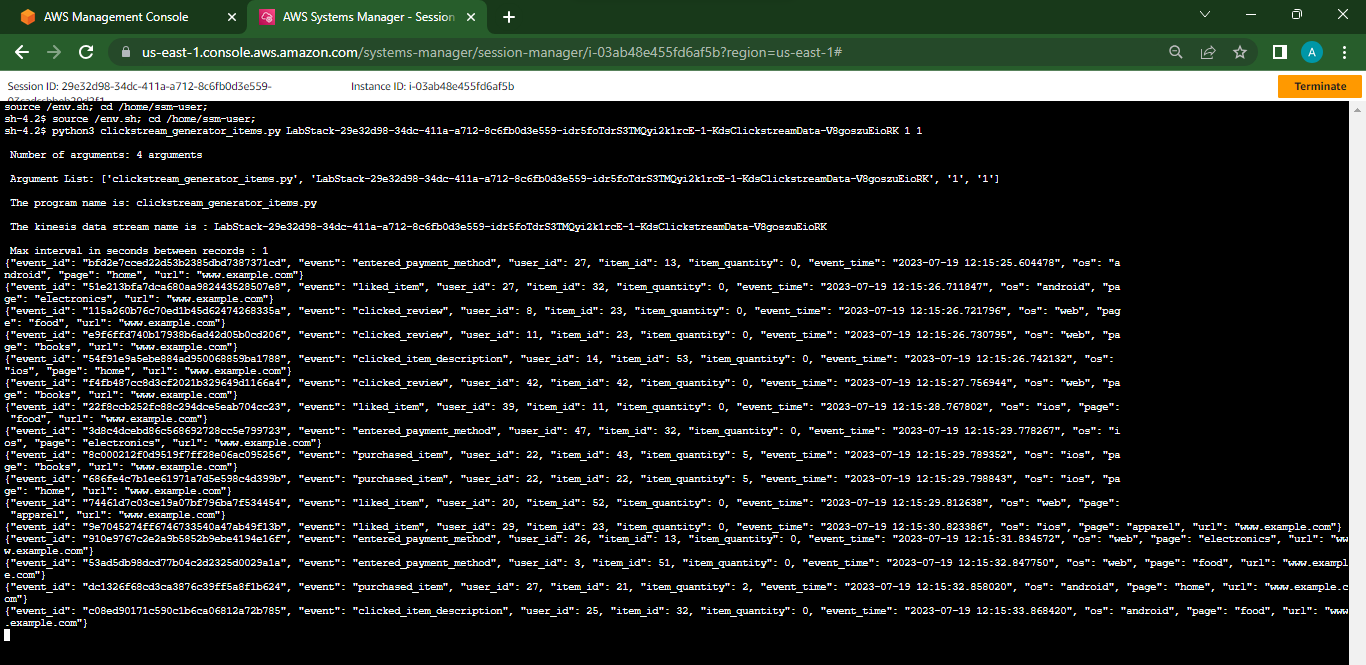 AWS Management Console
AWS Systems Manager - Session
us-east-1.console.aws.amazon.com/systems-manager/session-manager/i-03ab48e455fd6af5b?region=us-east-1#
A
Session ID: 29e32d98-34dc-411a-a712-8c6fb0d3e559-
Instance ID: i-03ab48e455fd6af5b
Terminate
source /env.sh; cd /home/ssm-user;
sh-4.2$ source /env.sh; cd /home/ssm-user;
sh-4.2$ python3 clickstream_generator_items.py LabStack-29e32d98-34dc-411a-a712-8c6fb0d3e559-idr5foTdrS3TMQyi2k1rcE-1-KdsClickstreamData-V8goszuEioRK 1 1
Number of arguments: 4 arguments
Argument List: ['clickstream_generator_items.py', 'LabStack-29e32d98-34dc-411a-a712-8c6fb0d3e559-idr5foTdrS3TMQyi2k1rcE-1-KdsClickstreamData-V8goszuEioRK', '1', '1']
The program name is: clickstream_generator_items.py
The kinesis data stream name is : LabStack-29e32d98-34dc-411a-a712-8c6fb0d3e559-idr5foTdrS3TMQyi2k1rcE-1-KdsClickstreamData-V8goszuEioRK
Max interval in seconds between records : 1
{"event_id": "bfd2e7cced22d53b2385dbd7387371cd", "event": "entered_payment_method", "user_id": 27, "item_id": 13, "item_quantity": 0, "event_time": "2023-07-19 12:15:25.604478", "os": "a
ndroid", "page": "home", "url": "www.example.com"}
{"event_id": "51e213bfa7dca680aa982443528507e8", "event": "liked_item", "user_id": 27, "item_id": 32, "item_quantity": 0, "event_time": "2023-07-19 12:15:26.711847", "os": "android", "pa
ge": "electronics", "url": "www.example.com"}
{"event_id": "115a260b76c70ed1b45d62474268335a", "event": "clicked_review", "user_id": 8, "item_id": 23, "item_quantity": 0, "event_time": "2023-07-19 12:15:26.721796", "os": "web", "pag
e": "food", "url": "www.example.com"}
{"event_id": "e9f6ffd740b17938b6ad42d05b0cd206", "event": "clicked_review", "user_id": 11, "item_id": 23, "item_quantity": 0, "event_time": "2023-07-19 12:15:26.730795", "os": "web", "pa
ge": "books", "url": "www.example.com"}
{"event_id": "54f91e9a5ebe884ad950068859ba1788", "event": "clicked_item_description", "user_id": 14, "item_id": 53, "item_quantity": 0, "event_time": "2023-07-19 12:15:26.742132", "os":
"ios", "page": "home", "url": "www.example.com"}
{"event_id": "f4fb487cc8d3cf2021b329649d1166a4", "event": "clicked_review", "user_id": 42, "item_id": 42, "item_quantity": 0, "event_time": "2023-07-19 12:15:27.756944", "os": "web", "pa
ge": "books", "url": "www.example.com"}
{"event_id": "22f8ccb252fc88c294dce5eab704cc23", "event": "liked_item", "user_id": 39, "item_id": 11, "item_quantity": 0, "event_time": "2023-07-19 12:15:28.767802", "os": "ios", "page":
"food", "url": "www.example.com"}
{"event_id": "3d8c4dcebd86c568692728cc5e799723", "event": "entered_payment_method", "user_id": 47, "item_id": 32, "item_quantity": 0, "event_time": "2023-07-19 12:15:29.778267", "os": "i
os", "page": "electronics", "url": "www.example.com"}
{"event_id": "8c000212f0d9519f7ff28e06ac095256", "event": "purchased_item", "user_id": 22, "item_id": 43, "item_quantity": 5, "event_time": "2023-07-19 12:15:29.789352", "os": "ios", "pa
ge": "books", "url": "www.example.com"}
{"event_id": "686fe4c7b1ee61971a7d5e598c4d399b", "event": "purchased_item", "user_id": 22, "item_id": 22, "item_quantity": 5, "event_time": "2023-07-19 12:15:29.798843", "os": "ios", "pa
ge": "home", "url": "www.example.com"}
{"event_id": "74461d7c03ce19a07bf796ba7f534454", "event": "liked_item", "user_id": 20, "item_id": 52, "item_quantity": 0, "event_time": "2023-07-19 12:15:29.812638", "os": "web", "page":
"apparel", "url": "www.example.com"}
{"event_id": "9e7045274ff6746733540a47ab49f13b", "event": "liked_item", "user_id": 29, "item_id": 23, "item_quantity": 0, "event_time": "2023-07-19 12:15:30.823386", "os": "ios", "page": "apparel", "url": "www.example.com"}
{"event_id": "910e9767c2e2a9b5852b9ebe4194e16f", "event": "entered_payment_method", "user_id": 26, "item_id": 13, "item_quantity": 0, "event_time": "2023-07-19 12:15:31.834572", "os": "web", "page": "electronics", "url": "ww
w.example.com"}
{"event_id": "53ad5db98dcd77b04c2d2325d0029a1a", "event": "entered_payment_method", "user_id": 3, "item_id": 51, "item_quantity": 0, "event_time": "2023-07-19 12:15:32.847750", "os": "web", "page": "food", "url": "www.exampl
e.com"}
{"event_id": "dc1326f68cd3ca3876c39ff5a8f1b624", "event": "purchased_item", "user_id": 27, "item_id": 21, "item_quantity": 2, "event_time": "2023-07-19 12:15:32.858020", "os": "android", "page": "home", "url": "www.example.c
om"}
{"event_id": "c08ed90171c590c1b6ca06812a72b785", "event": "clicked_item_description", "user_id": 25, "item_id": 32, "item_quantity": 0, "event_time": "2023-07-19 12:15:33.868420", "os": "android", "page": "food", "url": "www
.example.com"}